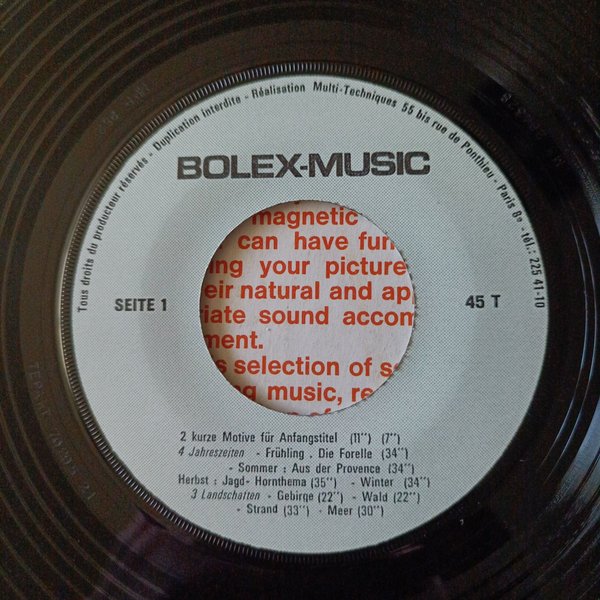 Tous droits du producteur réservés - Duplication interdite - Réalisation Multi-Techniques 55 bis rue de Ponthieu - Paris 8e - tél.: 225 41-10
BOLEX-MUSIC
SEITE 1
45 T
magnetic
can have fun
ing your picture
eir natural and ap
riate sound accom
ment.
s selection of s
music, re
of
2 kurze Motive für Anfangstitel (11") (7")
4 Jahreszeiten - Frühling . Die Forelle (34")
- Sommer : Aus der Provence (34")
Herbst : Jagd- Hornthema (35") - Winter (34")
3 Landschaften - Gebirge (22") - Wald (22")
- Strand (33") - Meer (30")